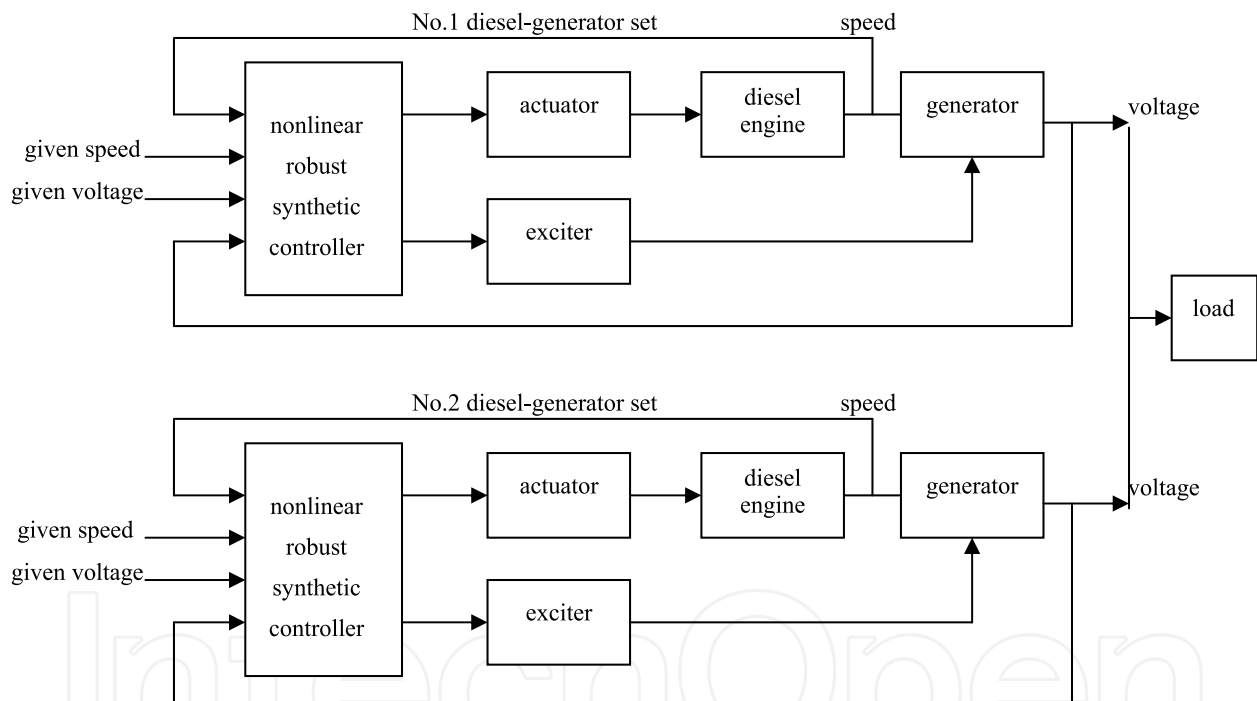 No.1 diesel-generator set
speed
nonlinear
robust
synthetic
controller
actuator
diesel
engine
generator
voltage
given speed
given voltage
exciter
load
No.2 diesel-generator set
speed
nonlinear
robust
synthetic
controller
actuator
diesel
engine
generator
voltage
given speed
given voltage
exciter
IntechOpen